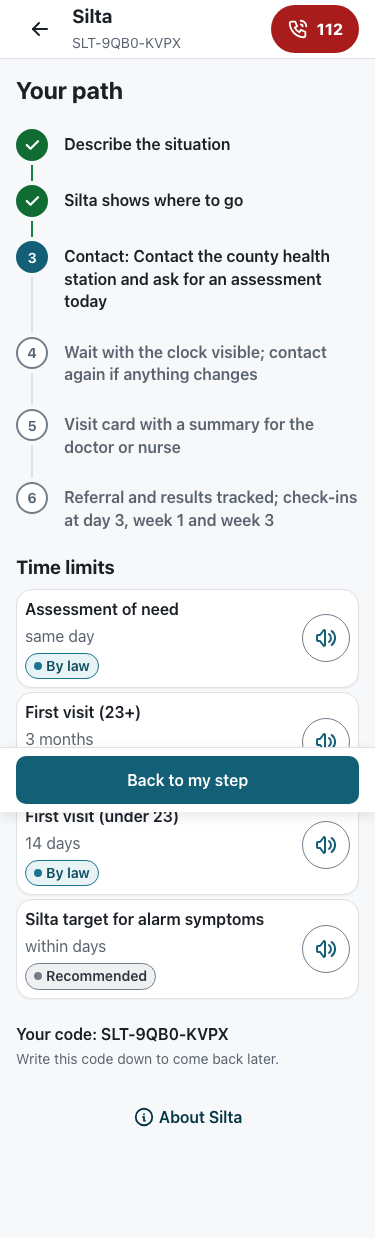 Silta
SLT-9QB0-KVPX
112
Your path
Describe the situation
Silta shows where to go
3
Contact: Contact the county health
station and ask for an assessment
today
4
Wait with the clock visible; contact
again if anything changes
5
Visit card with a summary for the
doctor or nurse
6
Referral and results tracked; check-ins
at day 3, week 1 and week 3
Time limits
Assessment of need
same day
By law
First visit (23+)
3 months
Back to my step
First visit (under 23)
14 days
By law
Silta target for alarm symptoms
within days
Recommended
Your code: SLT-9QB0-KVPX
Write this code down to come back later.
About Silta